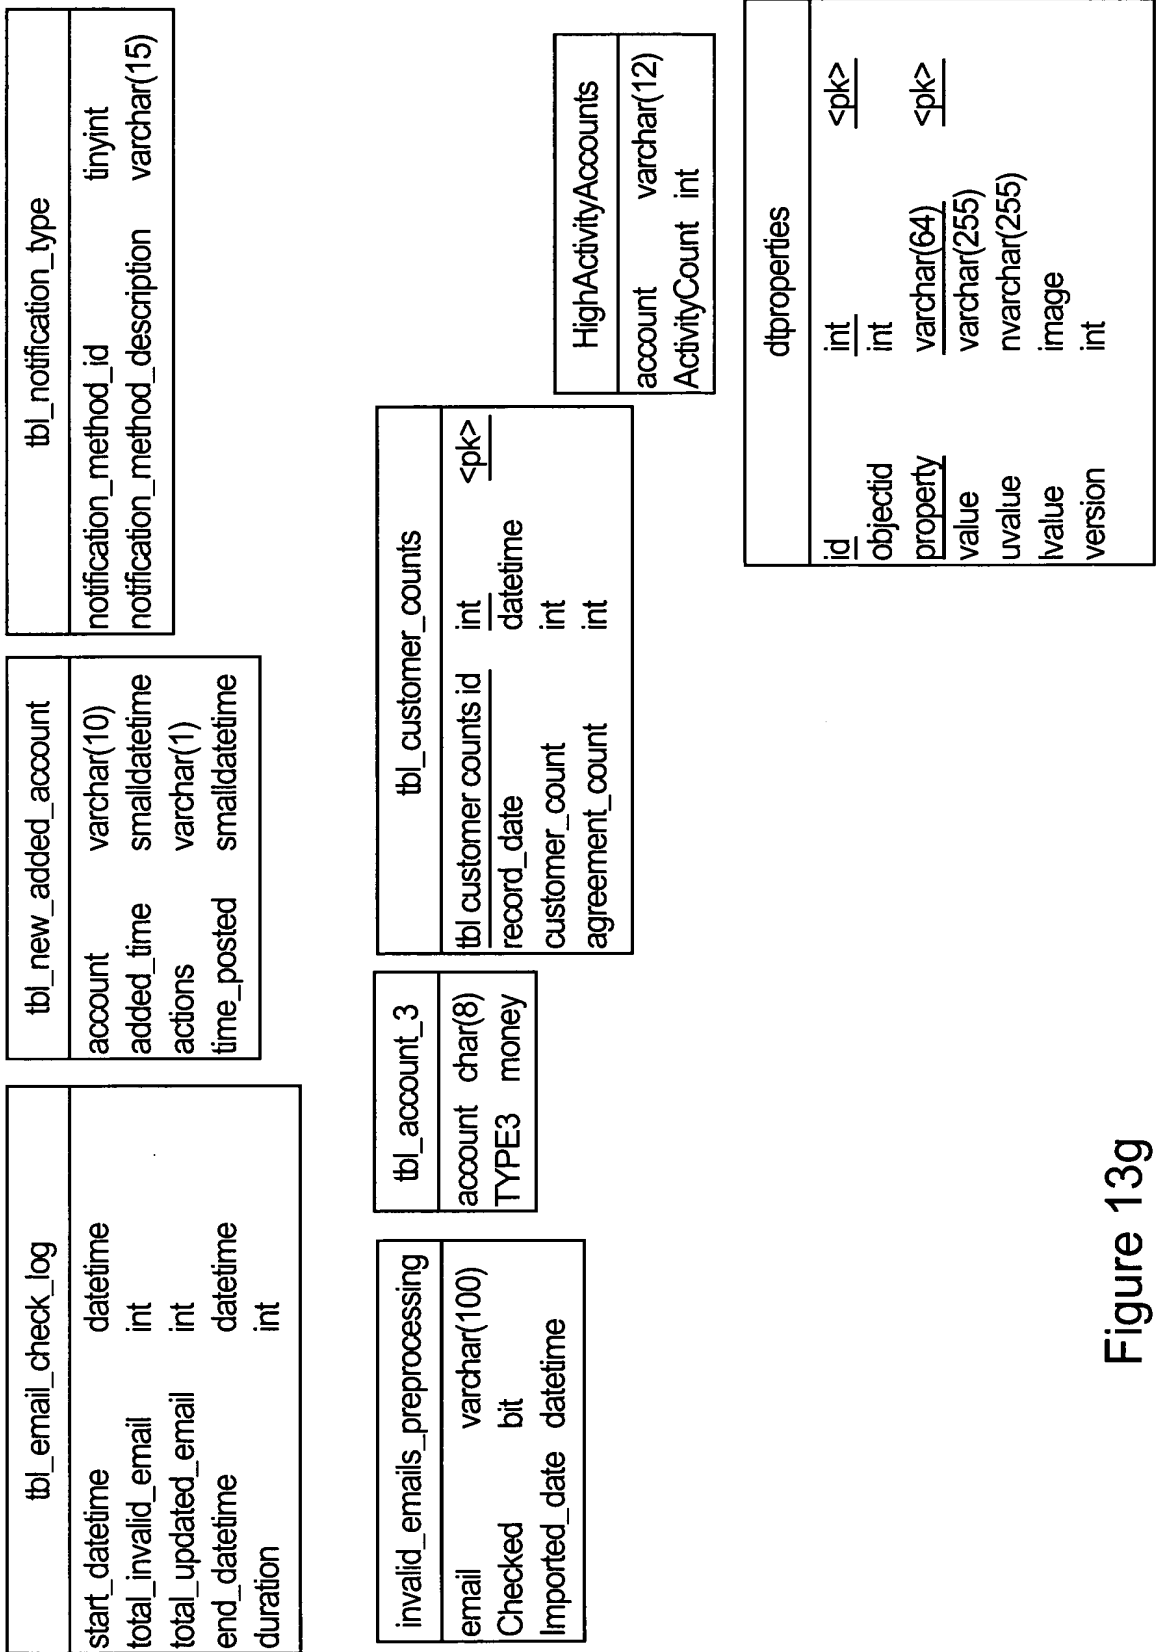 tbl_email_check_log
start_datetime datetime
total_invalid_email int
total_updated_email int
end_datetime datetime
duration int
tbl_new_added_account
account varchar(10)
added_time smalldatetime
actions varchar(1)
time_posted smalldatetime
tbl_notification_type
notification_method_id tinyint
notification_method_description varchar(15)
invalid_emails_preprocessing
email varchar(100)
Checked bit
Imported_date datetime
tbl_account_3
account char(8)
TYPE3 money
tbl_customer_counts
tbl customer counts id int <pk>
record_date datetime
customer_count int
agreement_count int
HighActivityAccounts
account varchar(12)
ActivityCount int
dtproperties
id int <pk>
objectid int
property varchar(64) <pk>
value varchar(255)
uvalue nvarchar(255)
lvalue image
version int
Figure 13g